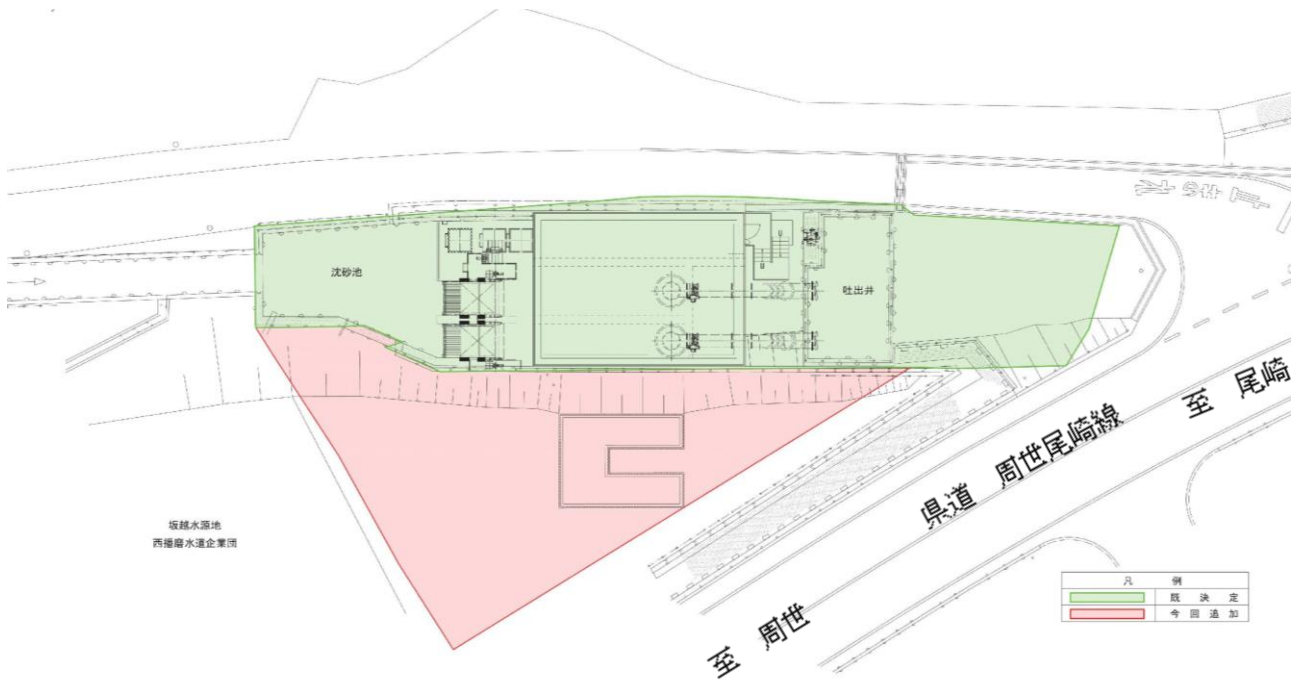 沈砂池
吐出井
坂越水源地
西播磨水道企業団
県道 周世尾崎線
至 尾崎
至 周世
凡 例
既 決 定
今 回 追 加